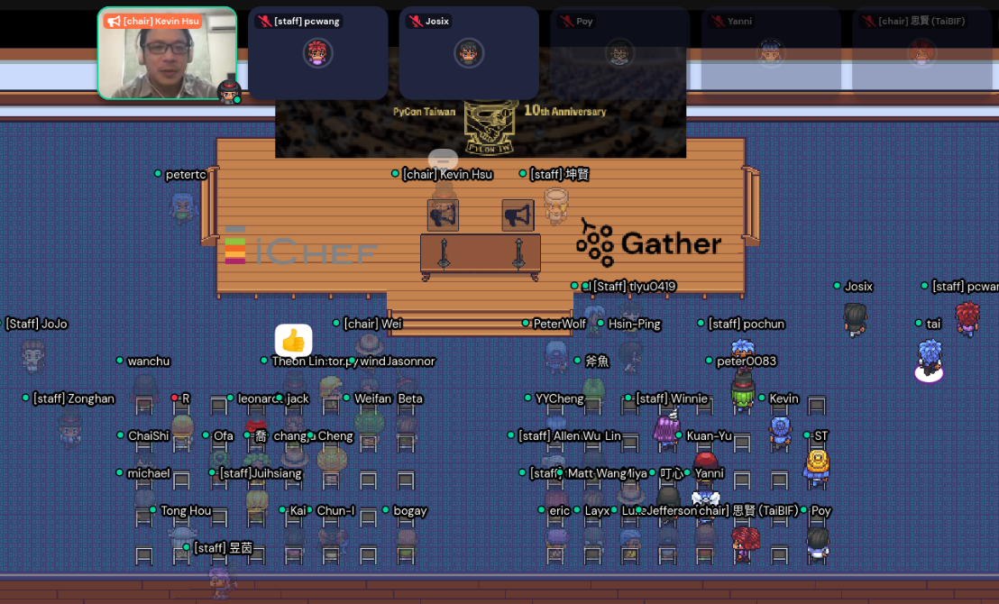 [chair] Kevin Hsu
[staff] pcwang
Josix
Poy
Yanni
[chair] 思賢 (TaiBIF)
PyCon Taiwan
10th Anniversary
PYCON TW
petertc
[chair] Kevin Hsu
[staff] 坤賢
iCHEF
Gather
[Staff] tlyu0419
Josix
[staff] pcwar
[Staff] JoJo
[chair] Wei
PeterWolf
Hsin-Ping
[staff] pochun
tai
wanchu
Theon Lin
tor.py
wind
Jasonnor
斧魚
peter0083
[staff] Zonghan
R
leonard
jack
Weifan
Beta
YYCheng
[staff] Winnie
Kevin
ChaiShi
Ofa
喬
chang
Cheng
[staff] Allen Wu
Lin
Kuan-Yu
ST
michael
[staff]Juihsiang
[staff]
Matt Wang
Miya
叮心
Yanni
Tong Hou
Kai
Chun-I
bogay
eric
Layx
Jefferson
chair] 思賢 (TaiBIF)
Poy
[staff] 昱茵